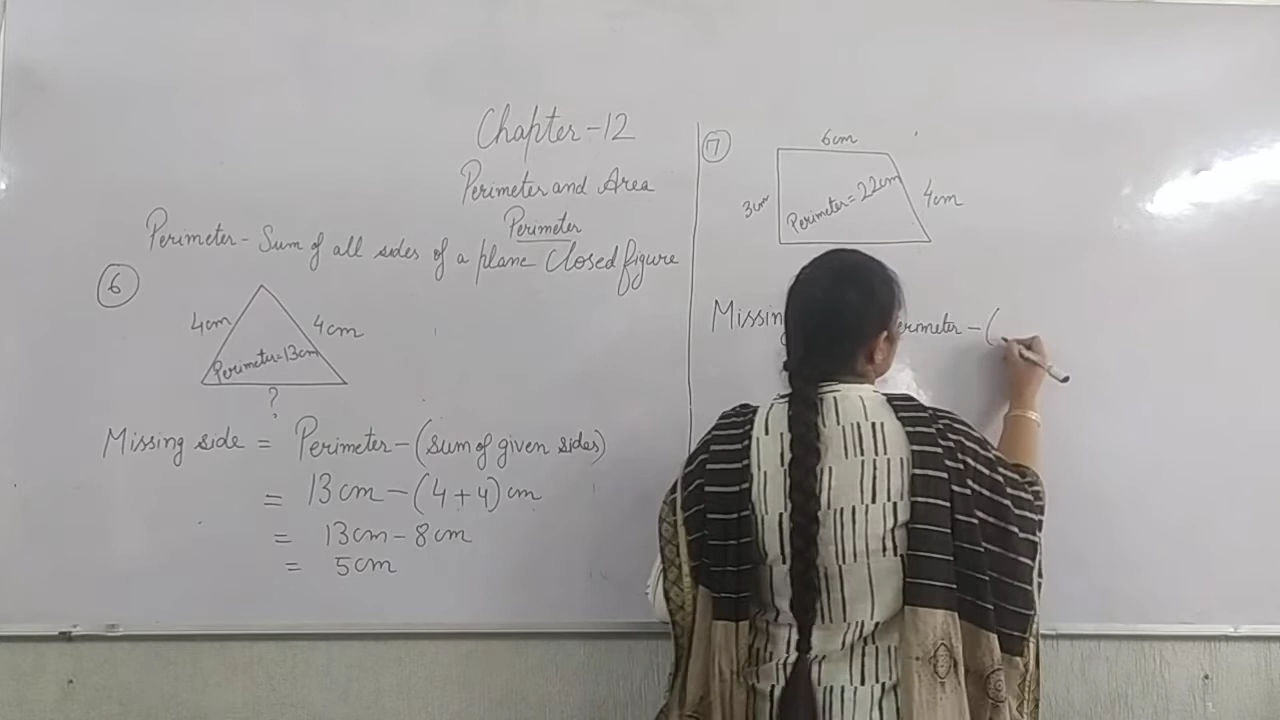 Chapter-12
Perimeter and Area
Perimeter
Perimeter - Sum of all sides of a plane Closed figure
6
4cm
4cm
Perimeter=13cm
?
Missing side = Perimeter-(sum of given sides)
= 13cm-(4+4)cm
= 13cm-8cm
= 5cm
7
6cm
3cm
Perimeter=22cm
4cm
Missin
erimeter-(